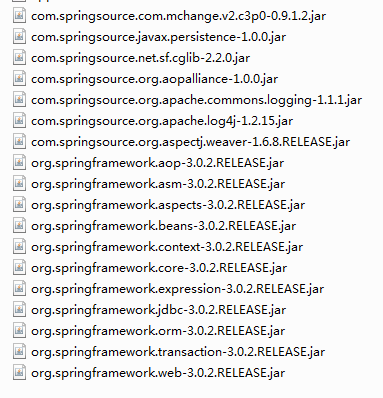 com.springsource.com.mchange.v2.c3p0-0.9.1.2.jar
com.springsource.javax.persistence-1.0.0.jar
com.springsource.net.sf.cglib-2.2.0.jar
com.springsource.org.aopalliance-1.0.0.jar
com.springsource.org.apache.commons.logging-1.1.1.jar
com.springsource.org.apache.log4j-1.2.15.jar
com.springsource.org.aspectj.weaver-1.6.8.RELEASE.jar
org.springframework.aop-3.0.2.RELEASE.jar
org.springframework.asm-3.0.2.RELEASE.jar
org.springframework.aspects-3.0.2.RELEASE.jar
org.springframework.beans-3.0.2.RELEASE.jar
org.springframework.context-3.0.2.RELEASE.jar
org.springframework.core-3.0.2.RELEASE.jar
org.springframework.expression-3.0.2.RELEASE.jar
org.springframework.jdbc-3.0.2.RELEASE.jar
org.springframework.orm-3.0.2.RELEASE.jar
org.springframework.transaction-3.0.2.RELEASE.jar
org.springframework.web-3.0.2.RELEASE.jar